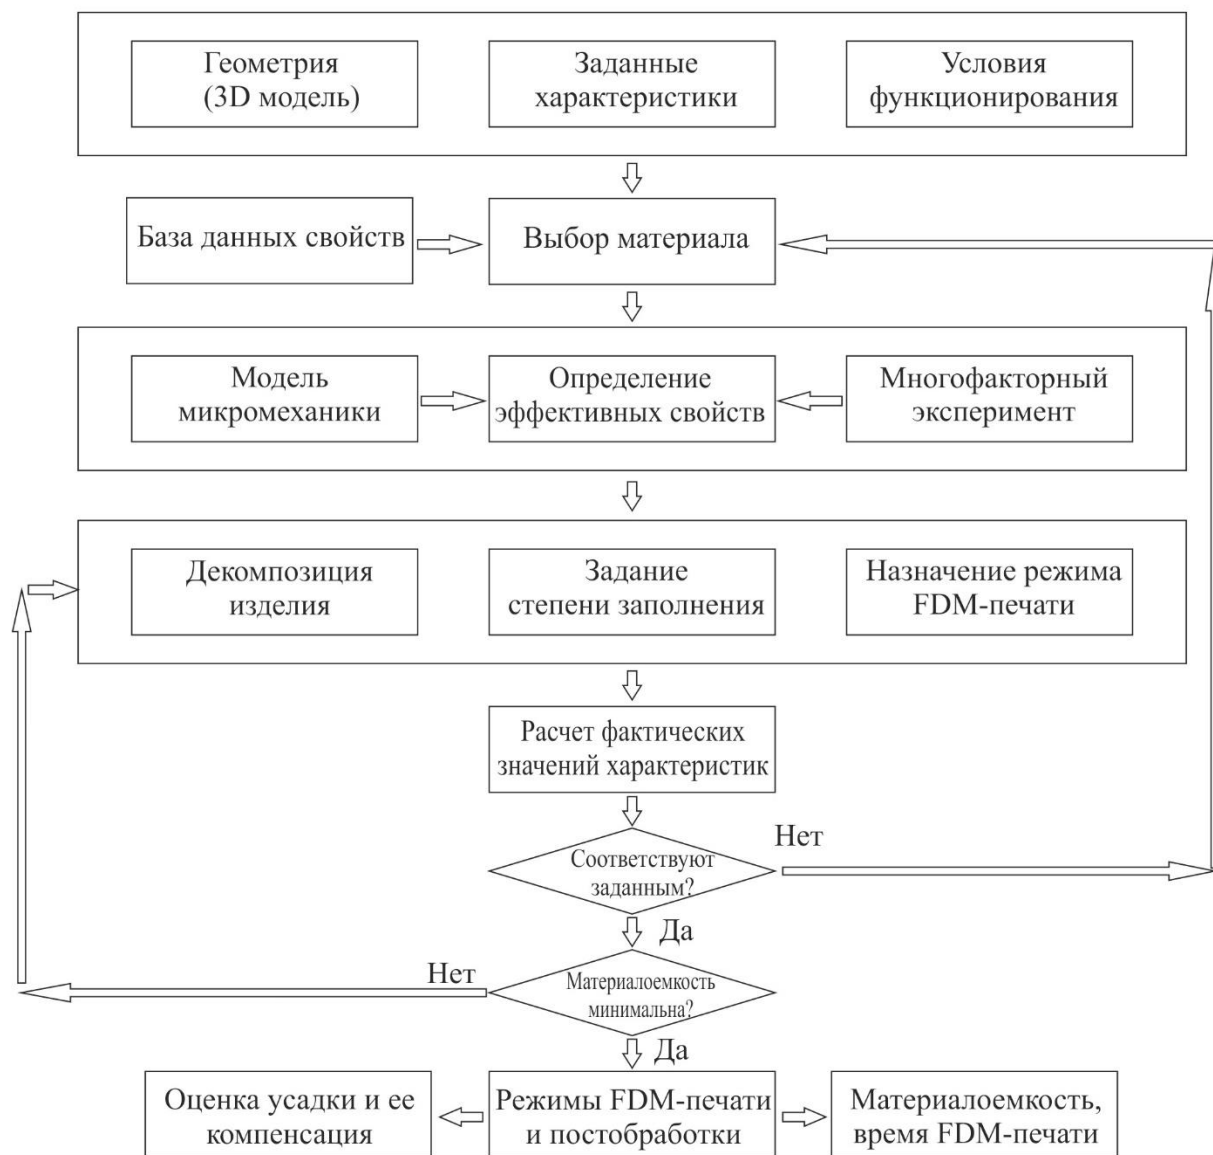 Геометрия
(3D модель)
Заданные
характеристики
Условия
функционирования
База данных свойств
Выбор материала
Модель
микромеханики
Определение
эффективных свойств
Многофакторный
эксперимент
Декомпозиция
изделия
Задание
степени заполнения
Назначение режима
FDM-печати
Расчет фактических
значений характеристик
Соответствуют
заданным?
Нет
Да
Материалоемкость
минимальна?
Нет
Да
Оценка усадки и ее
компенсация
Режимы FDM-печати
и постобработки
Материалоемкость,
время FDM-печати